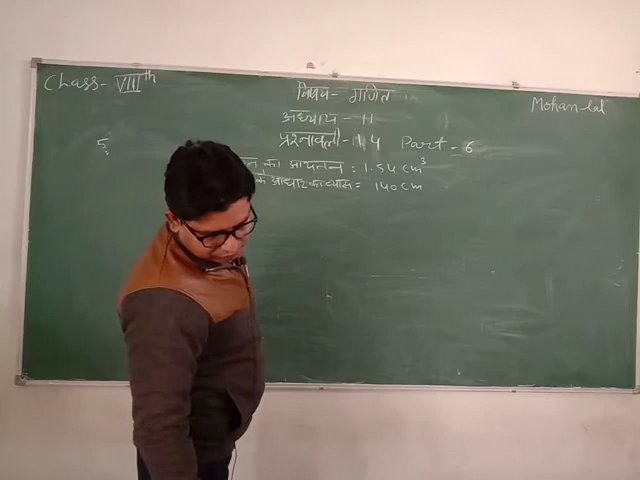 Chass- VIIIth
विषय- गणित
Mohan-lal
अध्याय - 11
प्रश्नावली-11.4 Part-6
5.
का आयतन = 1.54 cm³
के आधार का व्यास = 140 cm